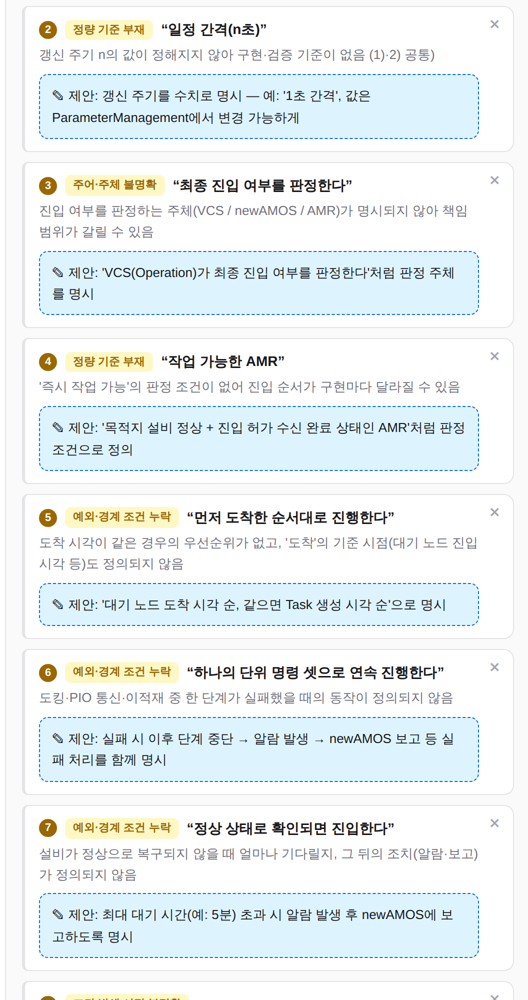 2 정량 기준 부재 “일정 간격(n초)” ×
갱신 주기 n의 값이 정해지지 않아 구현·검증 기준이 없음 (1)·2) 공통)
✎ 제안: 갱신 주기를 수치로 명시 — 예: '1초 간격', 값은
ParameterManagement에서 변경 가능하게
3 주어·주체 불명확 “최종 진입 여부를 판정한다” ×
진입 여부를 판정하는 주체(VCS / newAMOS / AMR)가 명시되지 않아 책임
범위가 갈릴 수 있음
✎ 제안: 'VCS(Operation)가 최종 진입 여부를 판정한다'처럼 판정 주체
를 명시
4 정량 기준 부재 “작업 가능한 AMR” ×
'즉시 작업 가능'의 판정 조건이 없어 진입 순서가 구현마다 달라질 수 있음
✎ 제안: '목적지 설비 정상 + 진입 허가 수신 완료 상태인 AMR'처럼 판정
조건으로 정의
5 예외·경계 조건 누락 “먼저 도착한 순서대로 진행한다” ×
도착 시각이 같은 경우의 우선순위가 없고, '도착'의 기준 시점(대기 노드 진입
시각 등)도 정의되지 않음
✎ 제안: '대기 노드 도착 시각 순, 같으면 Task 생성 시각 순'으로 명시
6 예외·경계 조건 누락 “하나의 단위 명령 셋으로 연속 진행한다” ×
도킹·PIO 통신·이적재 중 한 단계가 실패했을 때의 동작이 정의되지 않음
✎ 제안: 실패 시 이후 단계 중단 → 알람 발생 → newAMOS 보고 등 실
패 처리를 함께 명시
7 예외·경계 조건 누락 “정상 상태로 확인되면 진입한다” ×
설비가 정상으로 복구되지 않을 때 얼마나 기다릴지, 그 뒤의 조치(알람·보고)
가 정의되지 않음
✎ 제안: 최대 대기 시간(예: 5분) 초과 시 알람 발생 후 newAMOS에 보
고하도록 명시